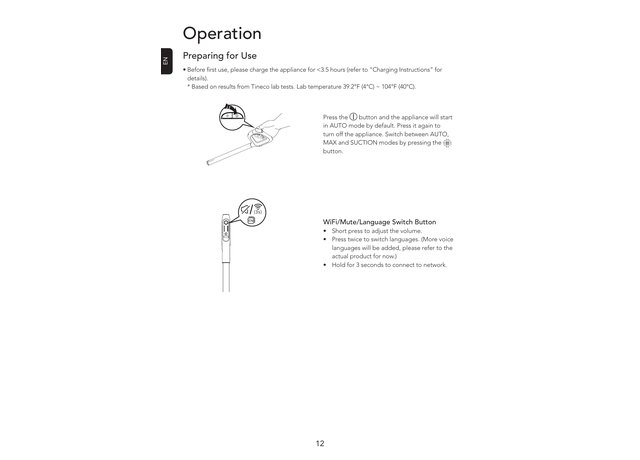 Operation
EN
Preparing for Use
• Before first use, please charge the appliance for <3.5 hours (refer to "Charging Instructions" for
details).
* Based on results from Tineco lab tests. Lab temperature 39.2°F (4°C) ~ 104°F (40°C).
Press the button and the appliance will start
in AUTO mode by default. Press it again to
turn off the appliance. Switch between AUTO,
MAX and SUCTION modes by pressing the
button.
WiFi/Mute/Language Switch Button
• Short press to adjust the volume.
• Press twice to switch languages. (More voice
languages will be added, please refer to the
actual product for now.)
• Hold for 3 seconds to connect to network.
12